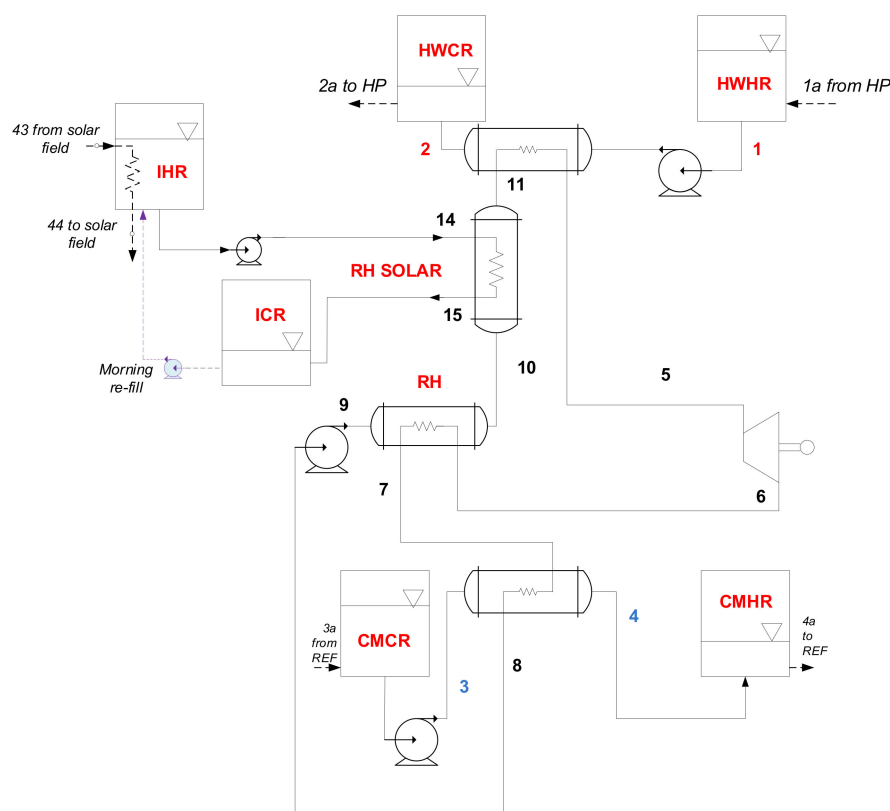 HWCR
HWHR
2a to HP
1a from HP
43 from solar
field
IHR
2
1
11
44 to solar
field
14
RH SOLAR
15
ICR
10
Morning
re-fill
RH
5
9
7
6
CMCR
3a
from
REF
4
CMHR
4a
to
REF
3
8